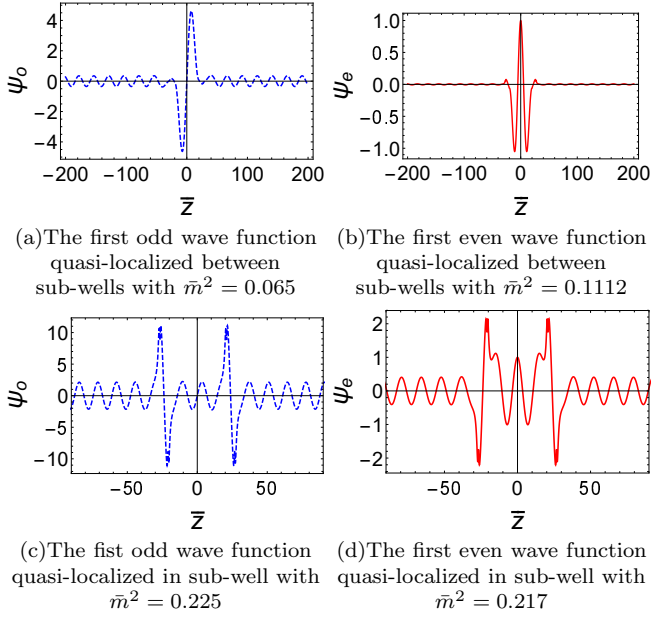 4
2
0
−2
−4
ψo
−200 −100 0 100 200
z̄
1.0
0.5
0.0
−0.5
−1.0
ψe
−200 −100 0 100 200
z̄
(a)The first odd wave function
quasi-localized between
sub-wells with m̄² = 0.065
(b)The first even wave function
quasi-localized between
sub-wells with m̄² = 0.1112
10
5
0
−5
−10
ψo
−50 0 50
z̄
2
1
0
−1
−2
ψe
−50 0 50
z̄
(c)The fist odd wave function
quasi-localized in sub-well with
m̄² = 0.225
(d)The first even wave function
quasi-localized in sub-well with
m̄² = 0.217